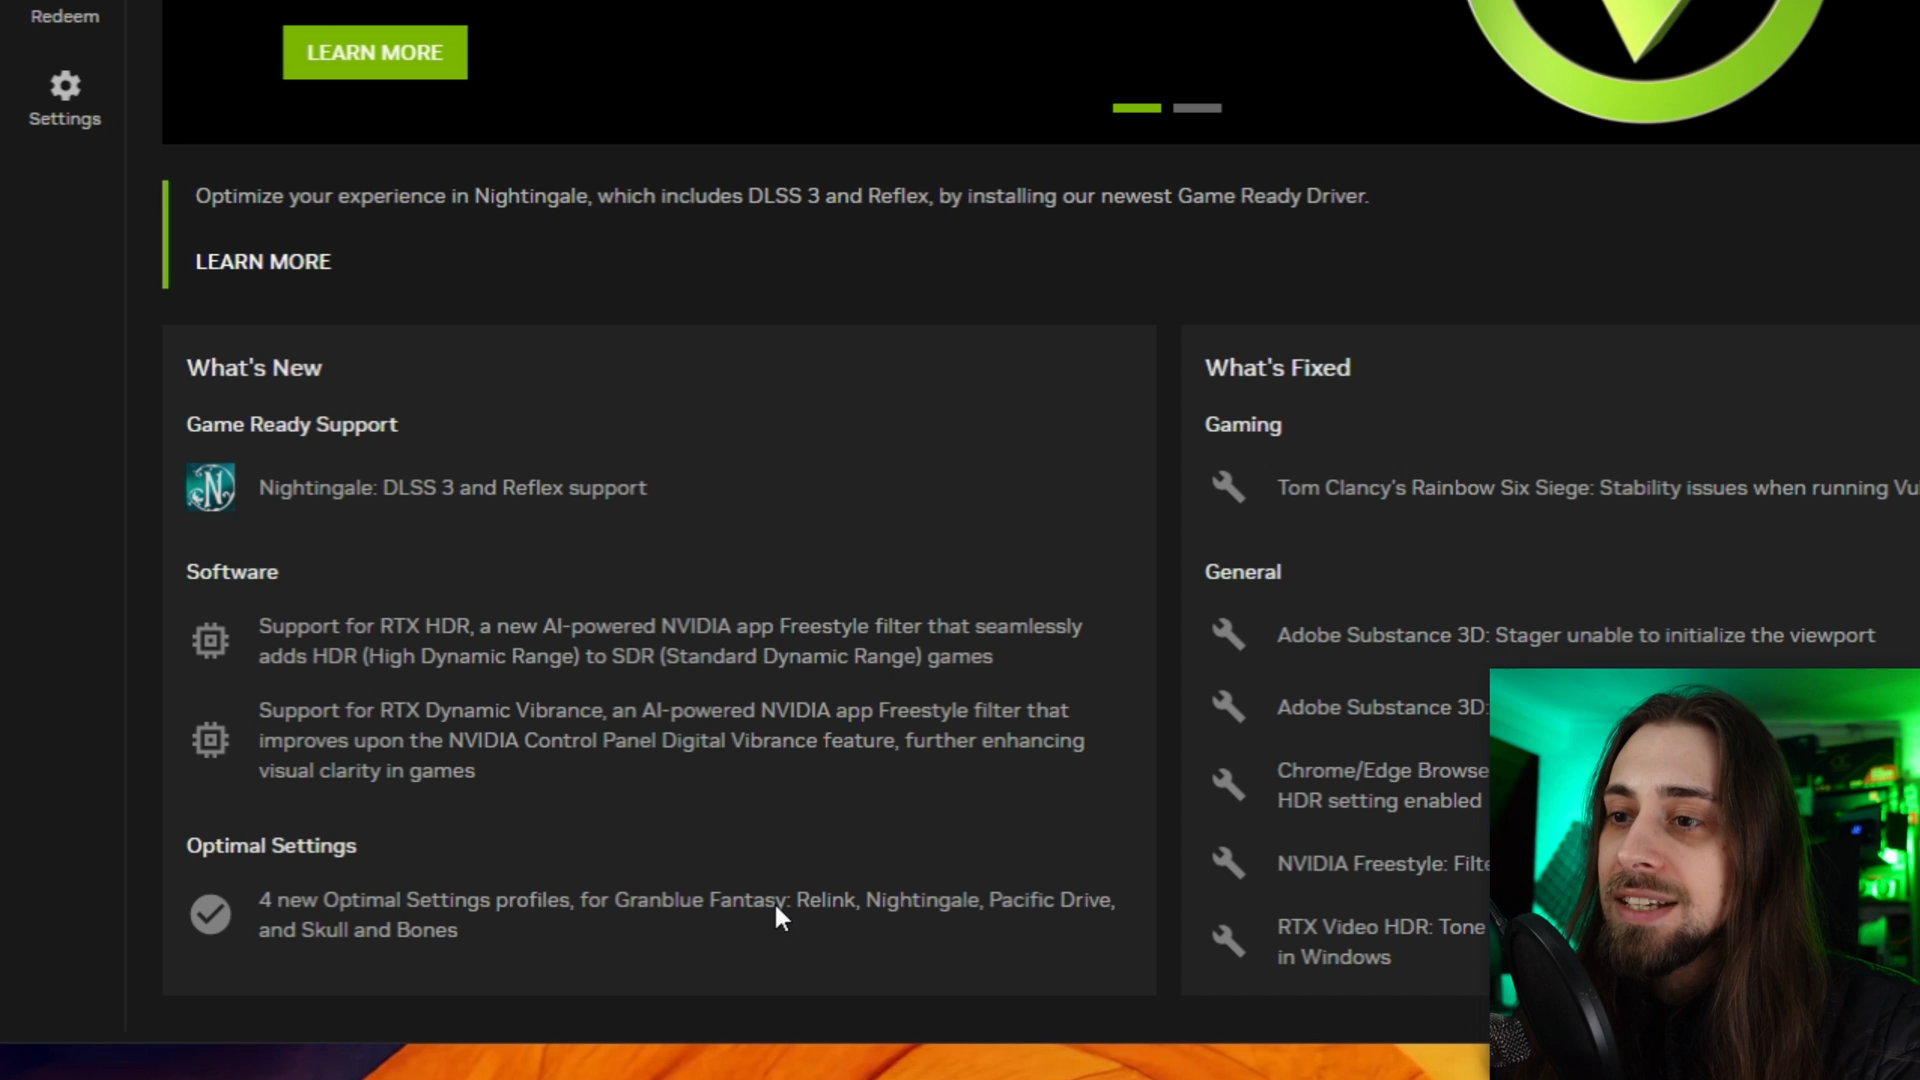 Redeem
LEARN MORE
Settings
Optimize your experience in Nightingale, which includes DLSS 3 and Reflex, by installing our newest Game Ready Driver.
LEARN MORE
What's New
Game Ready Support
Nightingale: DLSS 3 and Reflex support
Software
Support for RTX HDR, a new AI-powered NVIDIA app Freestyle filter that seamlessly
adds HDR (High Dynamic Range) to SDR (Standard Dynamic Range) games
Support for RTX Dynamic Vibrance, an AI-powered NVIDIA app Freestyle filter that
improves upon the NVIDIA Control Panel Digital Vibrance feature, further enhancing
visual clarity in games
Optimal Settings
4 new Optimal Settings profiles, for Granblue Fantasy: Relink, Nightingale, Pacific Drive,
and Skull and Bones
What's Fixed
Gaming
Tom Clancy's Rainbow Six Siege: Stability issues when running
General
Adobe Substance 3D: Stager unable to initialize the viewport
Adobe Substance 3D:
Chrome/Edge
HDR setting enabled
NVIDIA Freestyle:
RTX Video HDR: Tone
in Windows